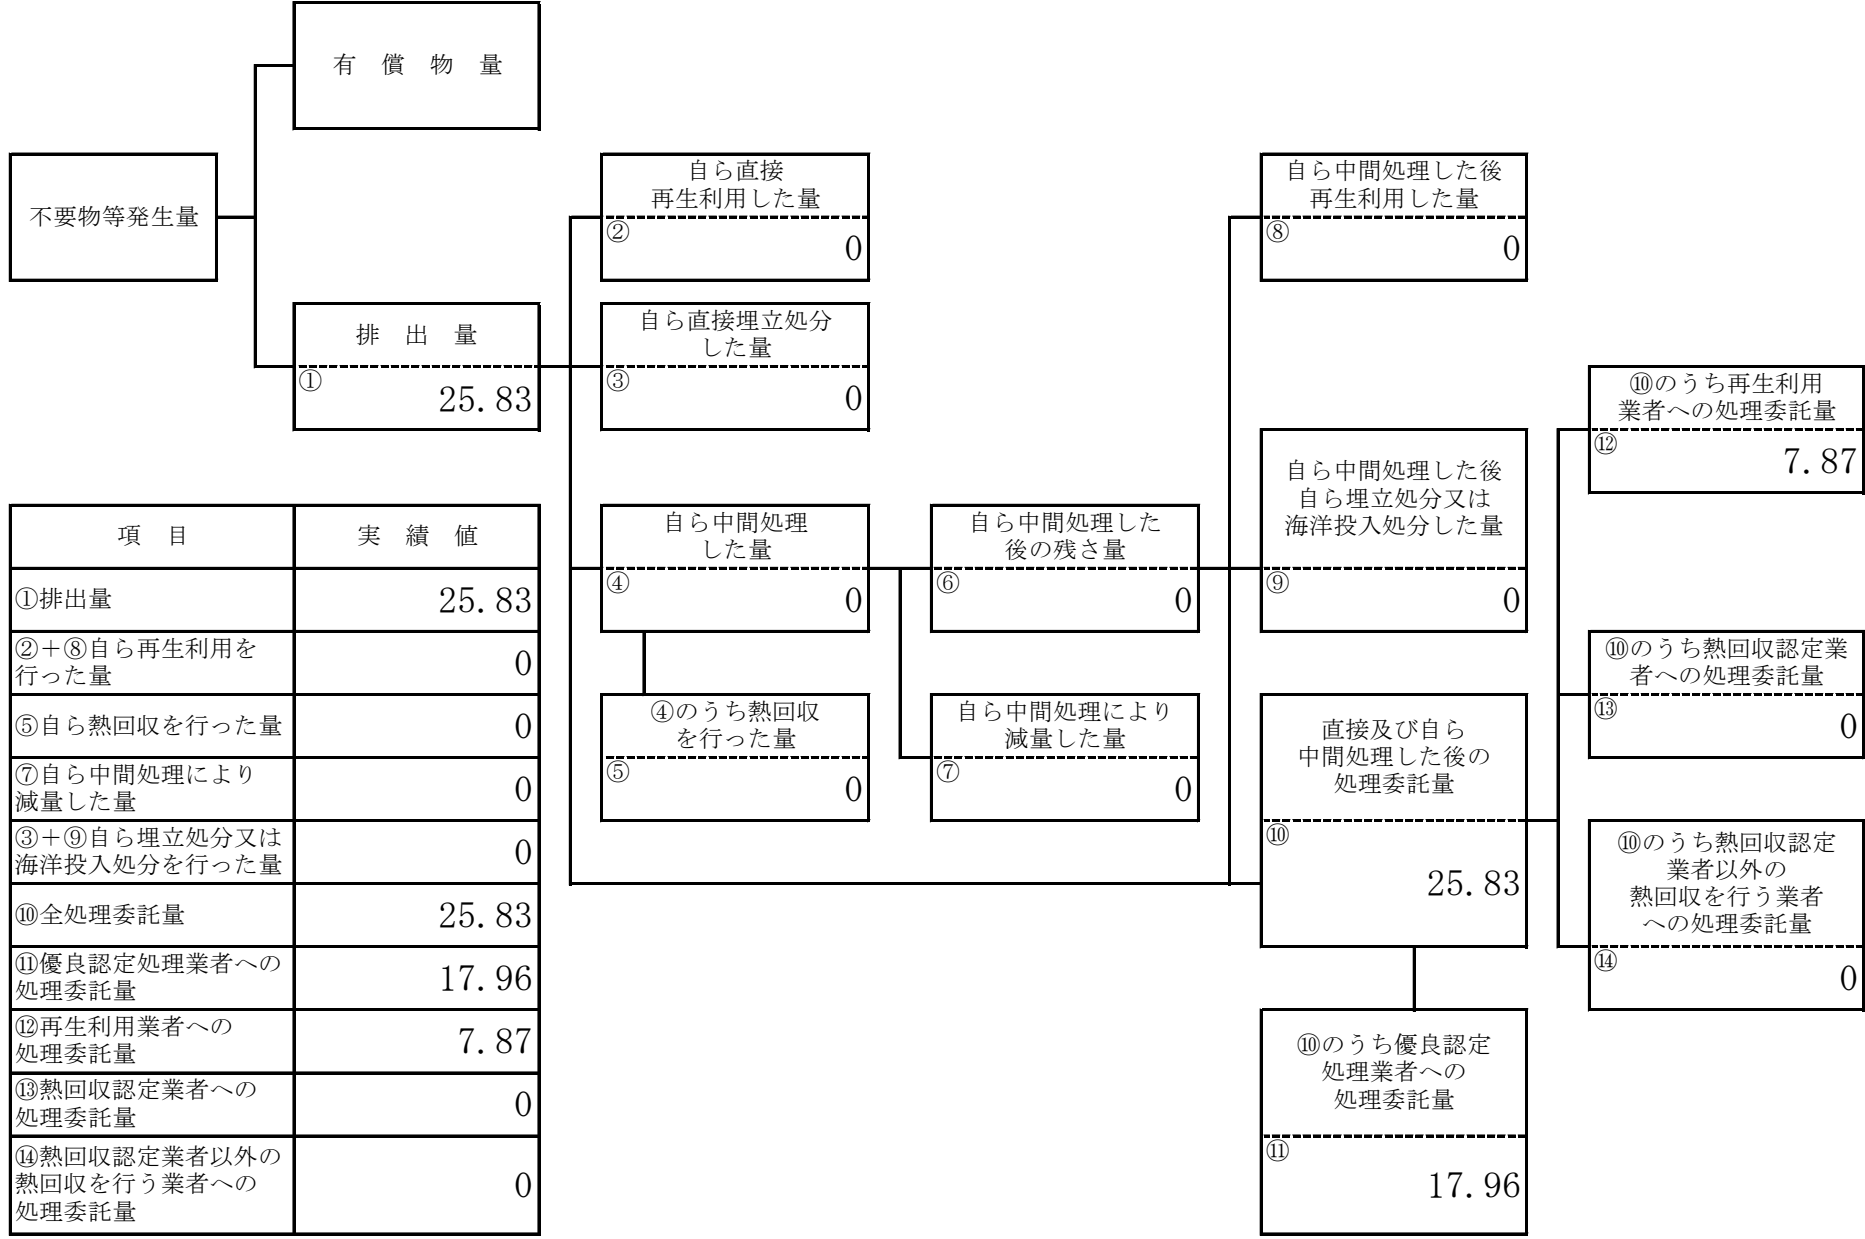 有 償 物 量
不要物等発生量
排 出 量
①
25.83
自ら直接
再生利用した量
②
0
自ら直接埋立処分
した量
③
0
自ら中間処理
した量
④
0
④のうち熱回収
を行った量
⑤
0
自ら中間処理した
後の残さ量
⑥
0
自ら中間処理により
減量した量
⑦
0
自ら中間処理した後
再生利用した量
⑧
0
自ら中間処理した後
自ら埋立処分又は
海洋投入処分した量
⑨
0
直接及び自ら
中間処理した後の
処理委託量
⑩
25.83
⑩のうち優良認定
処理業者への
処理委託量
⑪
17.96
⑩のうち再生利用
業者への処理委託量
⑫
7.87
⑩のうち熱回収認定業
者への処理委託量
⑬
0
⑩のうち熱回収認定
業者以外の
熱回収を行う業者
への処理委託量
⑭
0
項 目 実 績 値
①排出量 25.83
②＋⑧自ら再生利用を
行った量 0
⑤自ら熱回収を行った量 0
⑦自ら中間処理により
減量した量 0
③＋⑨自ら埋立処分又は
海洋投入処分を行った量 0
⑩全処理委託量 25.83
⑪優良認定処理業者への
処理委託量 17.96
⑫再生利用業者への
処理委託量 7.87
⑬熱回収認定業者への
処理委託量 0
⑭熱回収認定業者以外の
熱回収を行う業者への
処理委託量 0